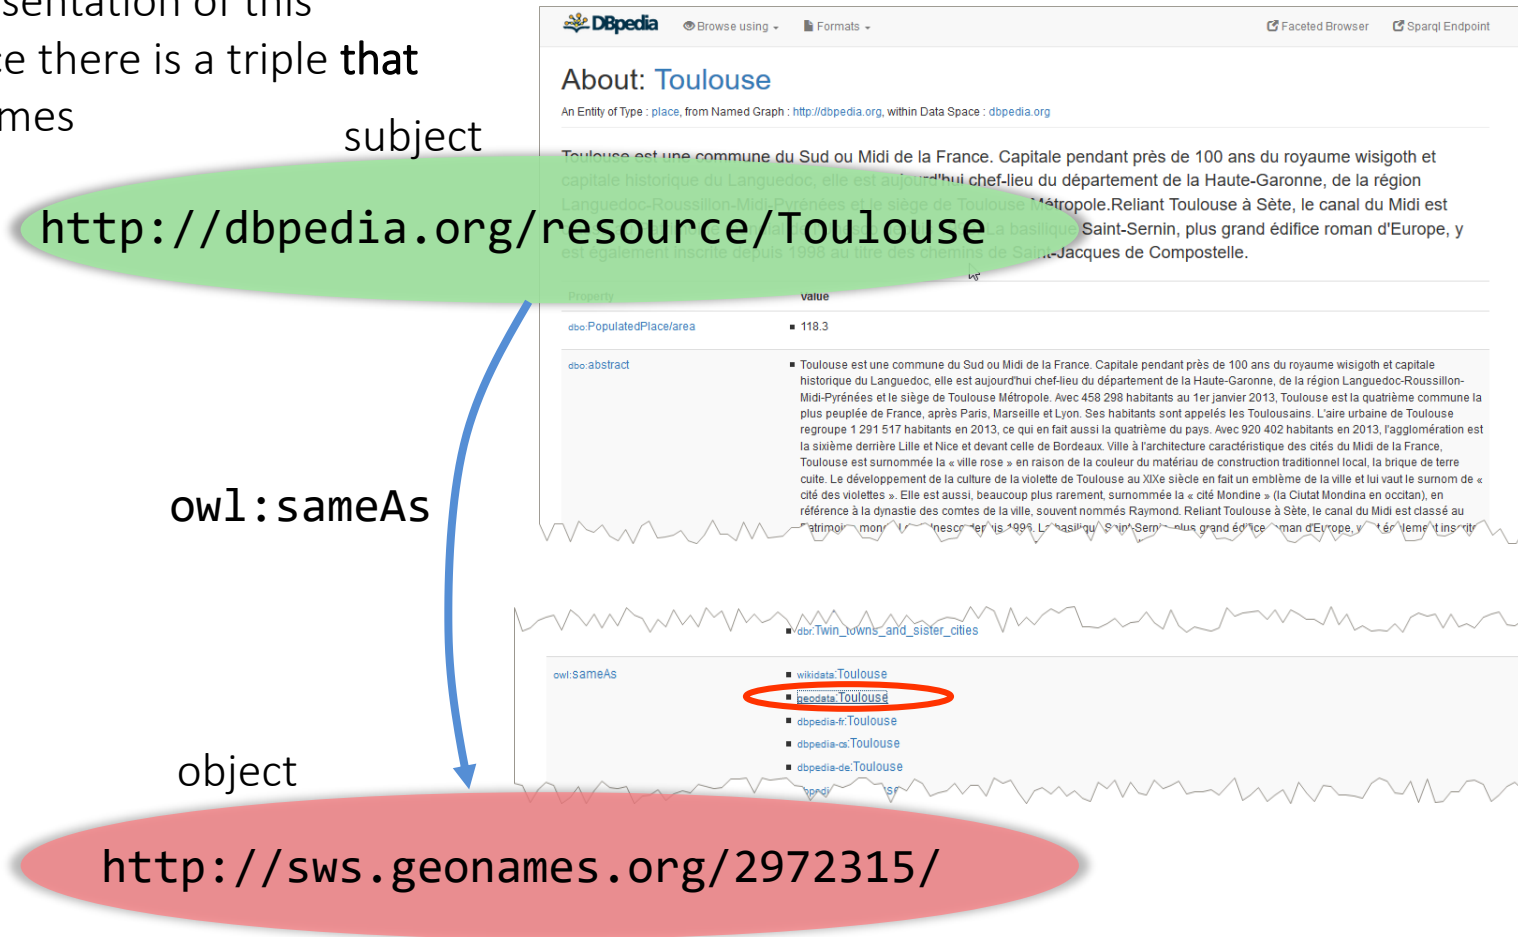 sentation of this
ce there is a triple that
mes
subject
http://dbpedia.org/resource/Toulouse
owl:sameAs
object
http://sws.geonames.org/2972315/
DBpedia Browse using Formats Faceted Browser Sparql Endpoint
About: Toulouse
An Entity of Type : place, from Named Graph : http://dbpedia.org, within Data Space : dbpedia.org
Toulouse est une commune du Sud ou Midi de la France. Capitale pendant près de 100 ans du royaume wisigoth et
capitale historique du Languedoc, elle est aujourd'hui chef-lieu du département de la Haute-Garonne, de la région
Languedoc-Roussillon-Midi-Pyrénées et le siège de Toulouse Métropole.Reliant Toulouse à Sète, le canal du Midi est
La basilique Saint-Sernin, plus grand édifice roman d'Europe, y
est également inscrite depuis 1998 au titre des chemins de Saint-Jacques de Compostelle.
Property Value
dbo:PopulatedPlace/area 118.3
dbo:abstract Toulouse est une commune du Sud ou Midi de la France. Capitale pendant près de 100 ans du royaume wisigoth et capitale
historique du Languedoc, elle est aujourd'hui chef-lieu du département de la Haute-Garonne, de la région Languedoc-Roussillon-
Midi-Pyrénées et le siège de Toulouse Métropole. Avec 458 298 habitants au 1er janvier 2013, Toulouse est la quatrième commune la
plus peuplée de France, après Paris, Marseille et Lyon. Ses habitants sont appelés les Toulousains. L'aire urbaine de Toulouse
regroupe 1 291 517 habitants en 2013, ce qui en fait aussi la quatrième du pays. Avec 920 402 habitants en 2013, l'agglomération est
la sixième derrière Lille et Nice et devant celle de Bordeaux. Ville à l'architecture caractéristique des cités du Midi de la France,
Toulouse est surnommée la « ville rose » en raison de la couleur du matériau de construction traditionnel local, la brique de terre
cuite. Le développement de la culture de la violette de Toulouse au XIXe siècle en fait un emblème de la ville et lui vaut le surnom de «
cité des violettes ». Elle est aussi, beaucoup plus rarement, surnommée la « cité Mondine » (la Ciutat Mondina en occitan), en
référence à la dynastie des comtes de la ville, souvent nommés Raymond. Reliant Toulouse à Sète, le canal du Midi est classé au
dbr:Twin_towns_and_sister_cities
owl:sameAs wikidata:Toulouse
geodata:Toulouse
dbpedia-fr:Toulouse
dbpedia-cs:Toulouse
dbpedia-de:Toulouse